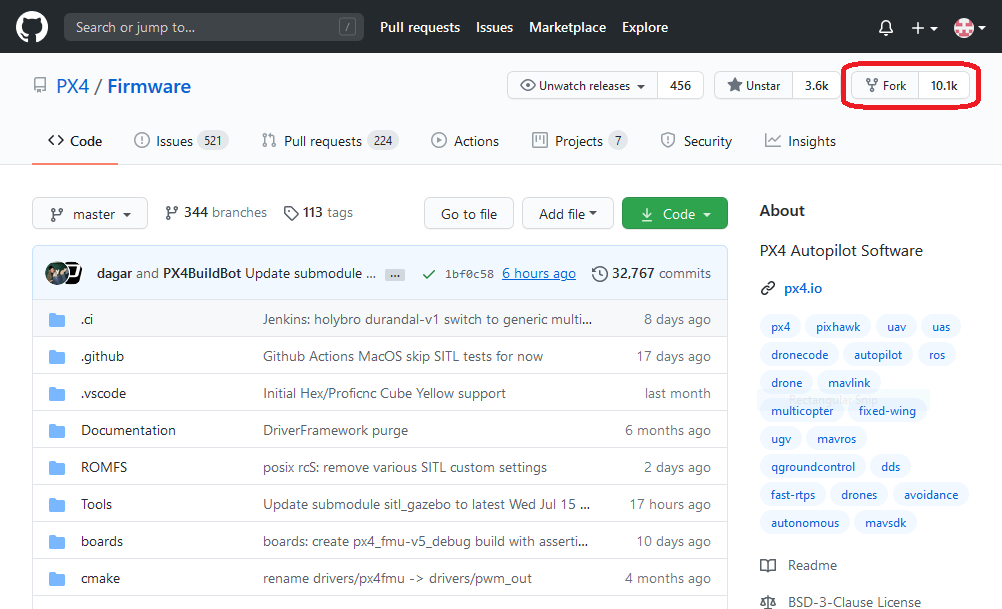 Search or jump to... / Pull requests Issues Marketplace Explore
PX4 / Firmware Unwatch releases 456 Unstar 3.6k Fork 10.1k
Code Issues 521 Pull requests 224 Actions Projects 7 Security Insights
master 344 branches 113 tags Go to file Add file Code
dagar and PX4BuildBot Update submodule ... ... 1bf0c58 6 hours ago 32,767 commits
.ci Jenkins: holybro durandal-v1 switch to generic multi... 8 days ago
.github Github Actions MacOS skip SITL tests for now 17 days ago
.vscode Initial Hex/Proficnc Cube Yellow support last month
Documentation DriverFramework purge 6 months ago
ROMFS posix rcS: remove various SITL custom settings 2 days ago
Tools Update submodule sitl_gazebo to latest Wed Jul 15 ... 17 hours ago
boards boards: create px4_fmu-v5_debug build with asserti... 10 days ago
cmake rename drivers/px4fmu -> drivers/pwm_out 4 months ago
About
PX4 Autopilot Software
px4.io
px4 pixhawk uav uas
dronecode autopilot ros
drone mavlink
Rectangular Snip
multicopter fixed-wing
ugv mavros
qgroundcontrol dds
fast-rtps drones avoidance
autonomous mavsdk
Readme
BSD-3-Clause License